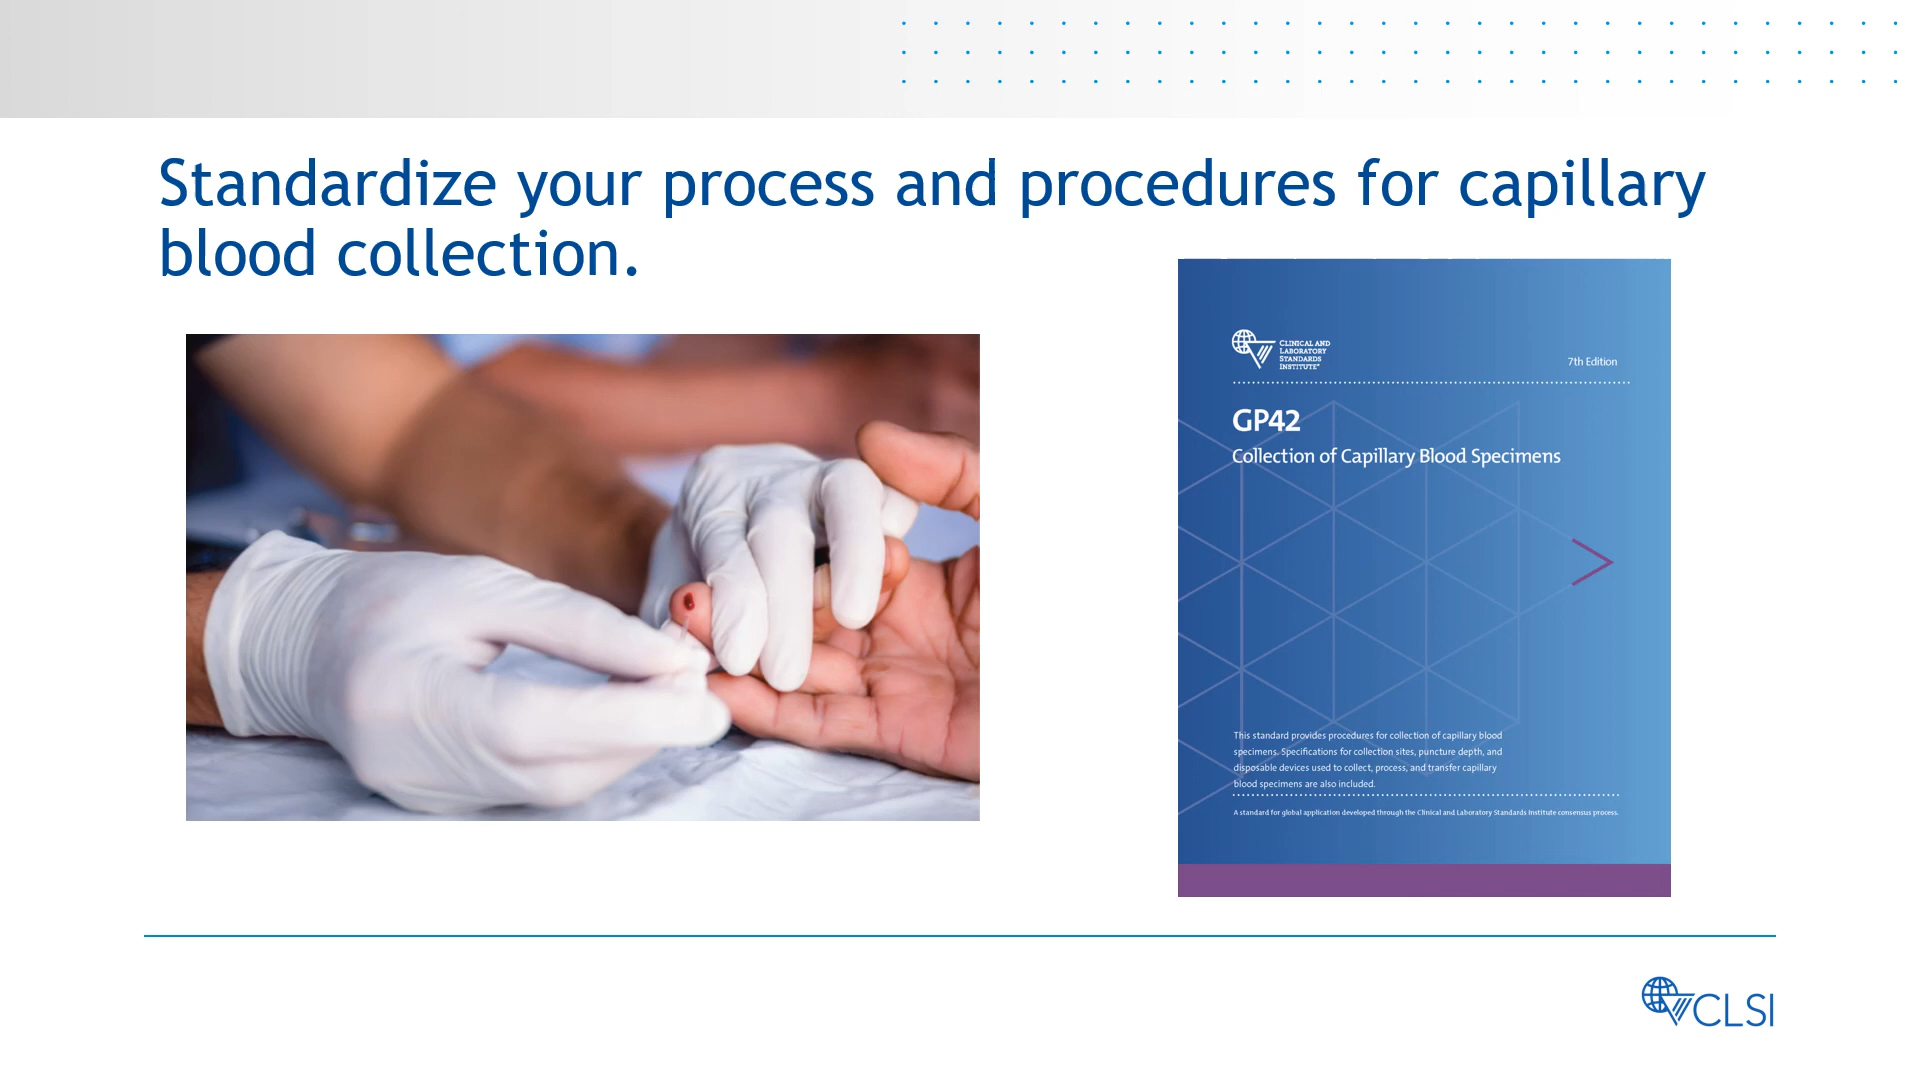 Standardize your process and procedures for capillary
blood collection.
CLINICAL AND
LABORATORY
STANDARDS
INSTITUTE®
7th Edition
GP42
Collection of Capillary Blood Specimens
This standard provides procedures for collection of capillary blood
specimens. Specifications for collection sites, puncture depth, and
disposable devices used to collect, process, and transfer capillary
blood specimens are also included.
A standard for global application developed through the Clinical and Laboratory Standards Institute consensus process.
CLSI